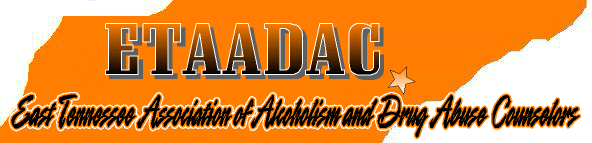 ETAADAC
East Tennessee Association of Alcoholism and Drug Abuse Counselors